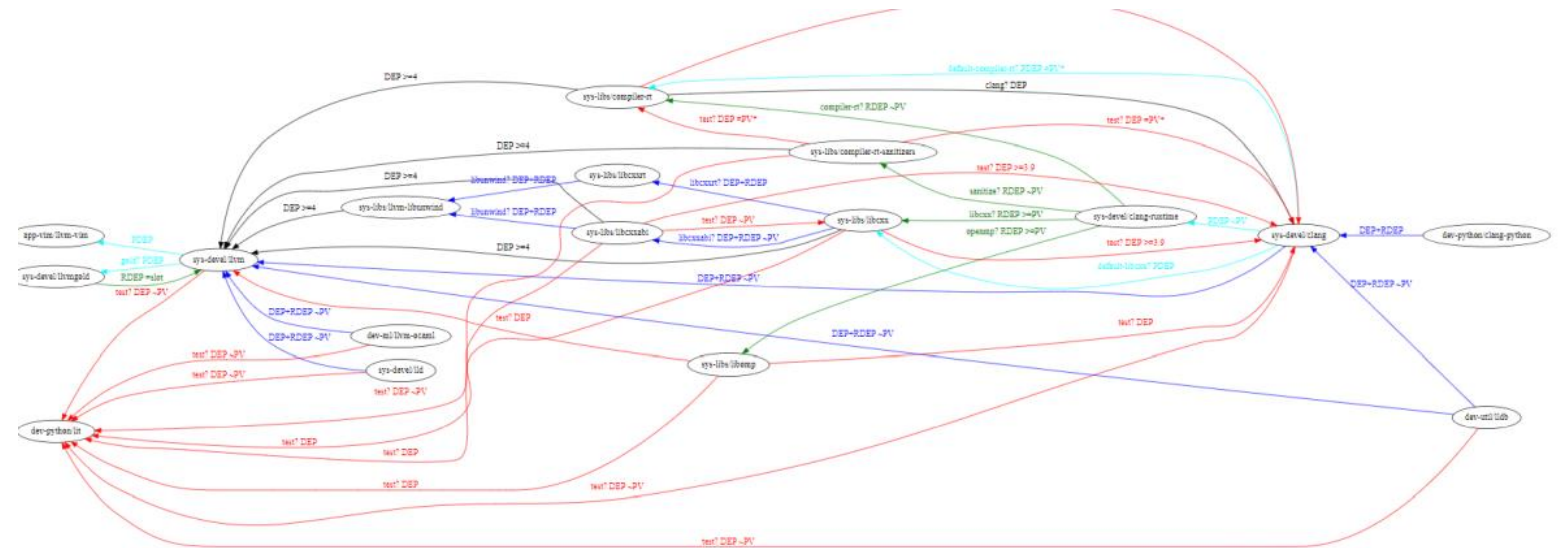 DEP >=4
default-compiler-rt? PDEP =PV*
clang? DEP
sys-libs/compiler-rt
compiler-rt? RDEP ~PV
test? DEP =PV*
test? DEP =PV*
DEP >=4
sys-libs/compiler-rt-sanitizers
test? DEP >=3.9
DEP >=4
libunwind? DEP+RDEP
sys-libs/libcxxrt
libcxxrt? DEP+RDEP
sanitize? RDEP ~PV
DEP >=4
sys-libs/llvm-libunwind
libunwind? DEP+RDEP
test? DEP ~PV
sys-libs/libcxx
libcxx? RDEP >=PV
sys-devel/clang-runtime
PDEP ~PV
app-vim/llvm-vim
PDEP
sys-libs/libcxxabi
libcxxabi? DEP+RDEP ~PV
openmp? RDEP >=PV
sys-devel/clang
DEP+RDEP
dev-python/clang-python
DEP >=4
test? DEP >=3.9
gold? PDEP
sys-devel/llvm
default-libcxx? PDEP
sys-devel/llvmgold
RDEP =slot
DEP+RDEP ~PV
DEP+RDEP ~PV
test? DEP ~PV
DEP+RDEP ~PV
test? DEP
test? DEP
DEP+RDEP ~PV
dev-ml/llvm-ocaml
DEP+RDEP ~PV
test? DEP ~PV
sys-devel/lld
sys-libs/libomp
test? DEP ~PV
test? DEP ~PV
dev-util/lldb
dev-python/lit
test? DEP
test? DEP
test? DEP
test? DEP ~PV
test? DEP ~PV